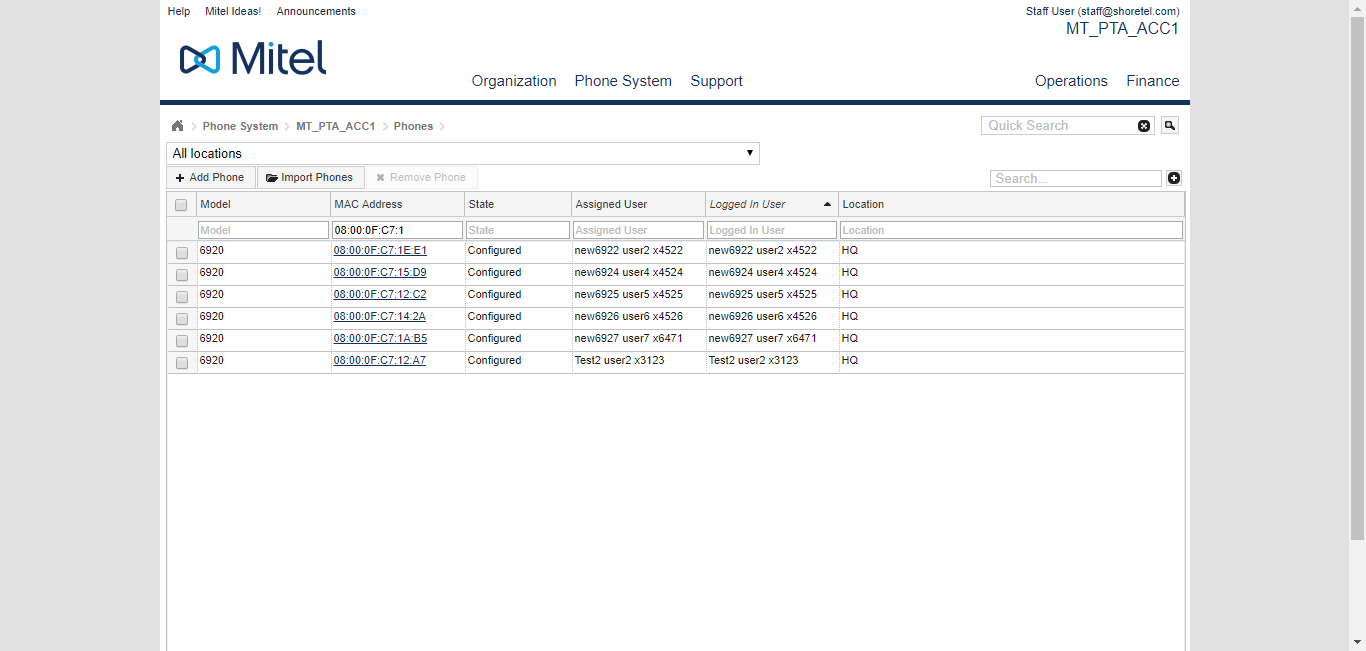 Help Mitel Ideas! Announcements Staff User (staff@shoretel.com)
MT_PTA_ACC1
Mitel
Organization Phone System Support Operations Finance
Phone System MT_PTA_ACC1 Phones Quick Search
All locations
Add Phone Import Phones Remove Phone Search...
Model MAC Address State Assigned User Logged In User Location
Model 08:00:0F:C7:1 State Assigned User Logged In User Location
6920 08:00:0F:C7:1E:E1 Configured new6922 user2 x4522 new6922 user2 x4522 HQ
6920 08:00:0F:C7:15:D9 Configured new6924 user4 x4524 new6924 user4 x4524 HQ
6920 08:00:0F:C7:12:C2 Configured new6925 user5 x4525 new6925 user5 x4525 HQ
6920 08:00:0F:C7:14:2A Configured new6926 user6 x4526 new6926 user6 x4526 HQ
6920 08:00:0F:C7:1A:B5 Configured new6927 user7 x6471 new6927 user7 x6471 HQ
6920 08:00:0F:C7:12:A7 Configured Test2 user2 x3123 Test2 user2 x3123 HQ